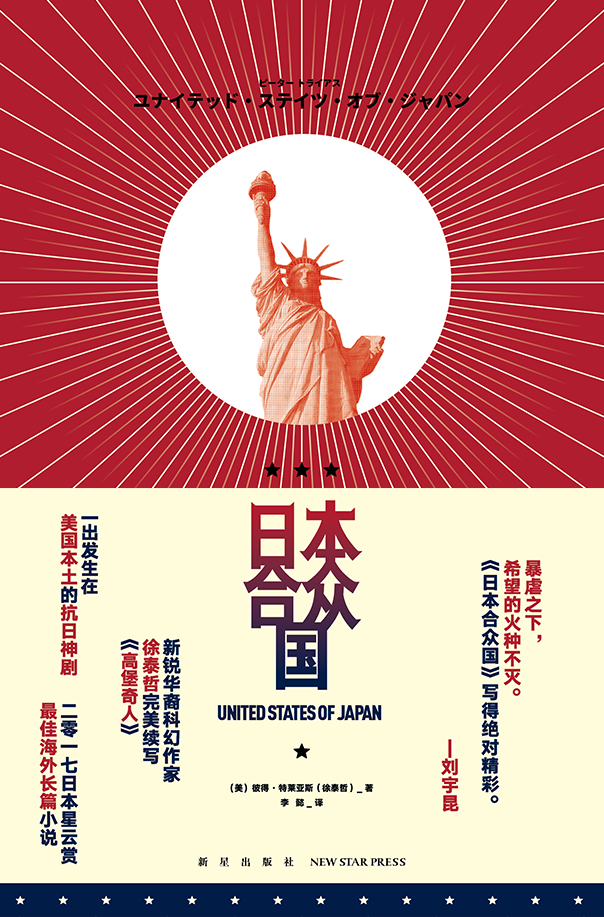 ピーター トライアス
ユナイテッド・ステイツ・オブ・ジャパン
日本
合众
国
UNITED STATES OF JAPAN
暴虐之下，
希望的火种不灭。
《日本合众国》写得绝对精彩。
—刘宇昆
新锐华裔科幻作家
徐泰哲完美续写
《高堡奇人》
一出发生在
美国本土的抗日神剧
二零一七日本星云赏
最佳海外长篇小说
（美）彼得·特莱亚斯（徐泰哲）_著
李 懿_译
新星出版社 NEW STAR PRESS